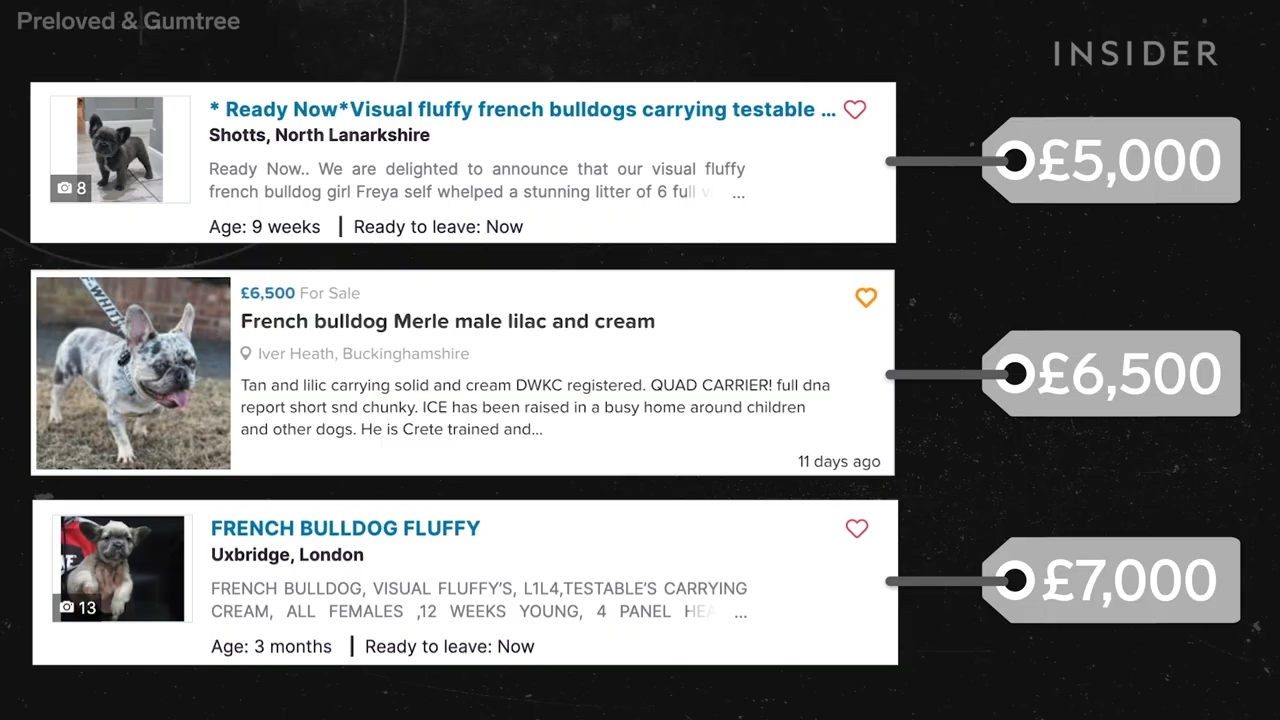 Preloved & Gumtree
INSIDER
* Ready Now*Visual fluffy french bulldogs carrying testable ...
Shotts, North Lanarkshire
Ready Now.. We are delighted to announce that our visual fluffy
french bulldog girl Freya self whelped a stunning litter of 6 full ...
8
Age: 9 weeks | Ready to leave: Now
£5,000
£6,500 For Sale
French bulldog Merle male lilac and cream
Iver Heath, Buckinghamshire
Tan and lilic carrying solid and cream DWKC registered. QUAD CARRIER! full dna
report short snd chunky. ICE has been raised in a busy home around children
and other dogs. He is Crete trained and...
11 days ago
£6,500
FRENCH BULLDOG FLUFFY
Uxbridge, London
FRENCH BULLDOG, VISUAL FLUFFY'S, L1L4,TESTABLE'S CARRYING
CREAM, ALL FEMALES ,12 WEEKS YOUNG, 4 PANEL HEA ...
13
Age: 3 months | Ready to leave: Now
£7,000